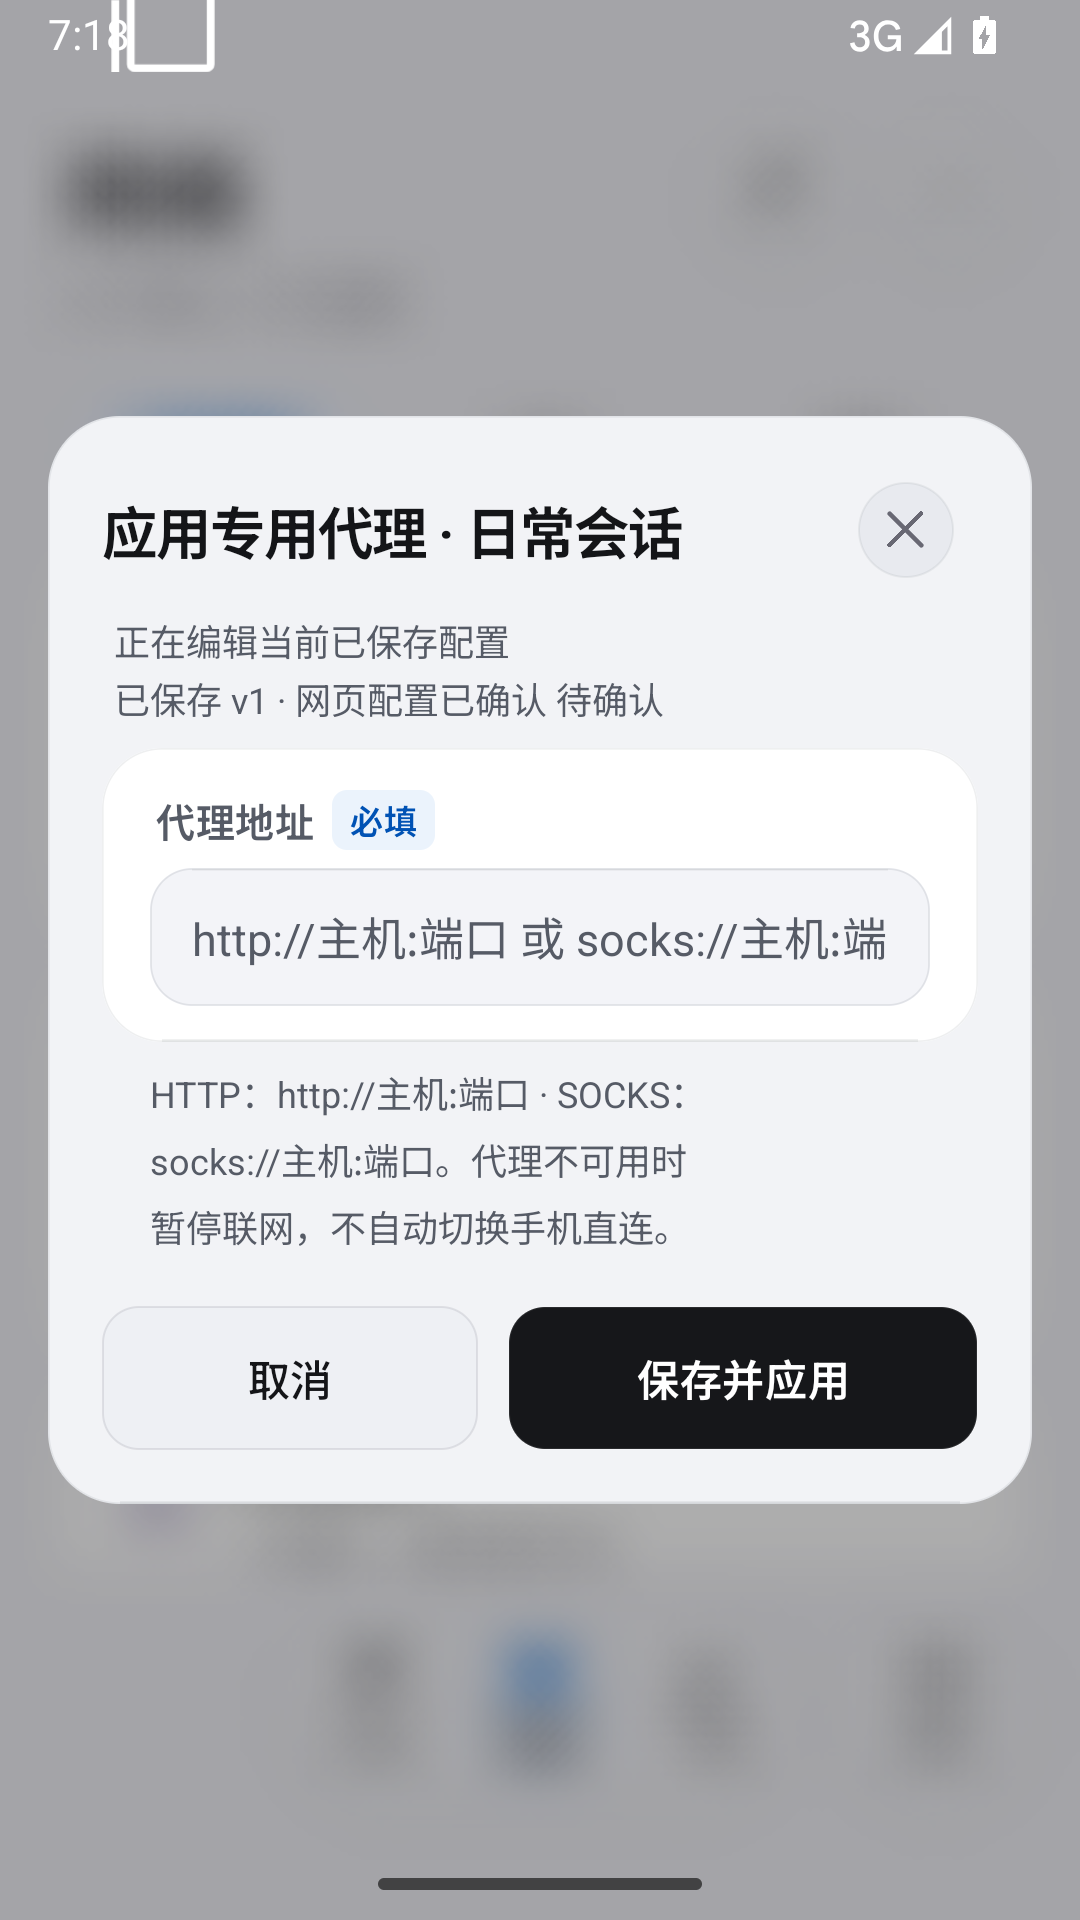 7:18
3G
应用专用代理 · 日常会话
正在编辑当前已保存配置
已保存 v1 · 网页配置已确认 待确认
代理地址 必填
http://主机:端口 或 socks://主机:端
HTTP：http://主机:端口 · SOCKS：
socks://主机:端口。代理不可用时
暂停联网，不自动切换手机直连。
取消
保存并应用